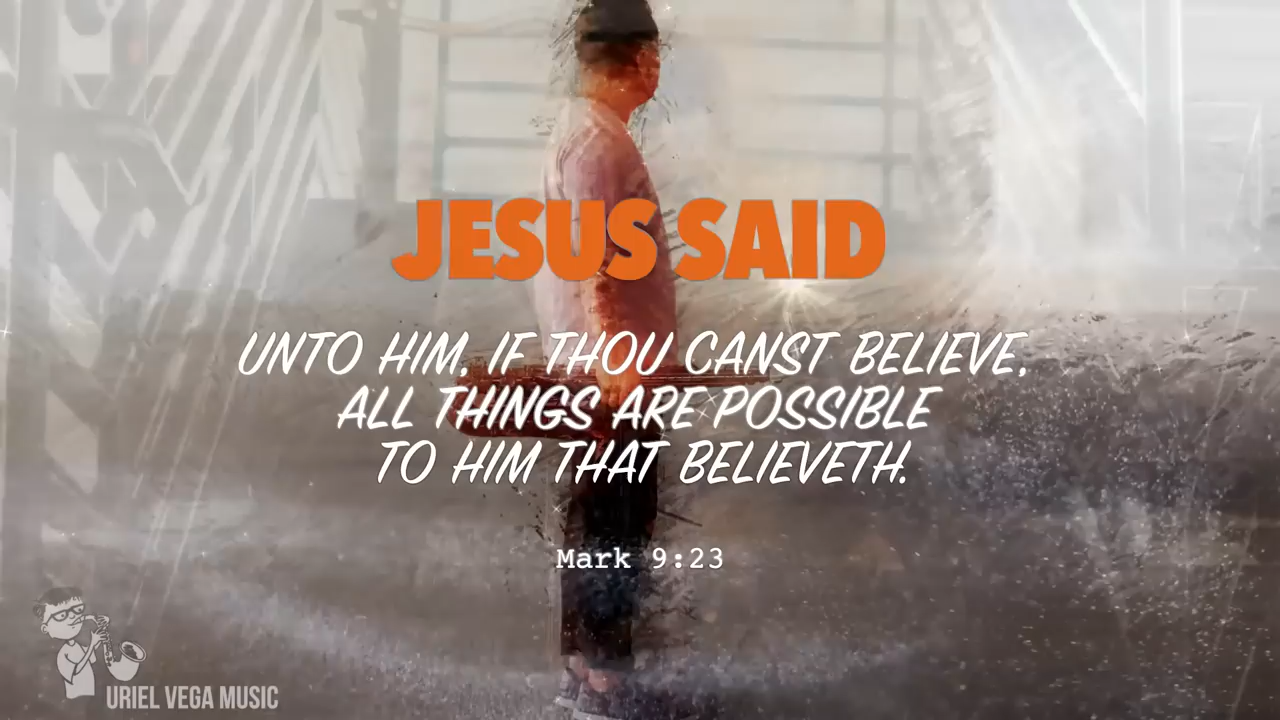 JESUS SAID
UNTO HIM, IF THOU CANST BELIEVE,
ALL THINGS ARE POSSIBLE
TO HIM THAT BELIEVETH.
Mark 9:23
URIEL VEGA MUSIC